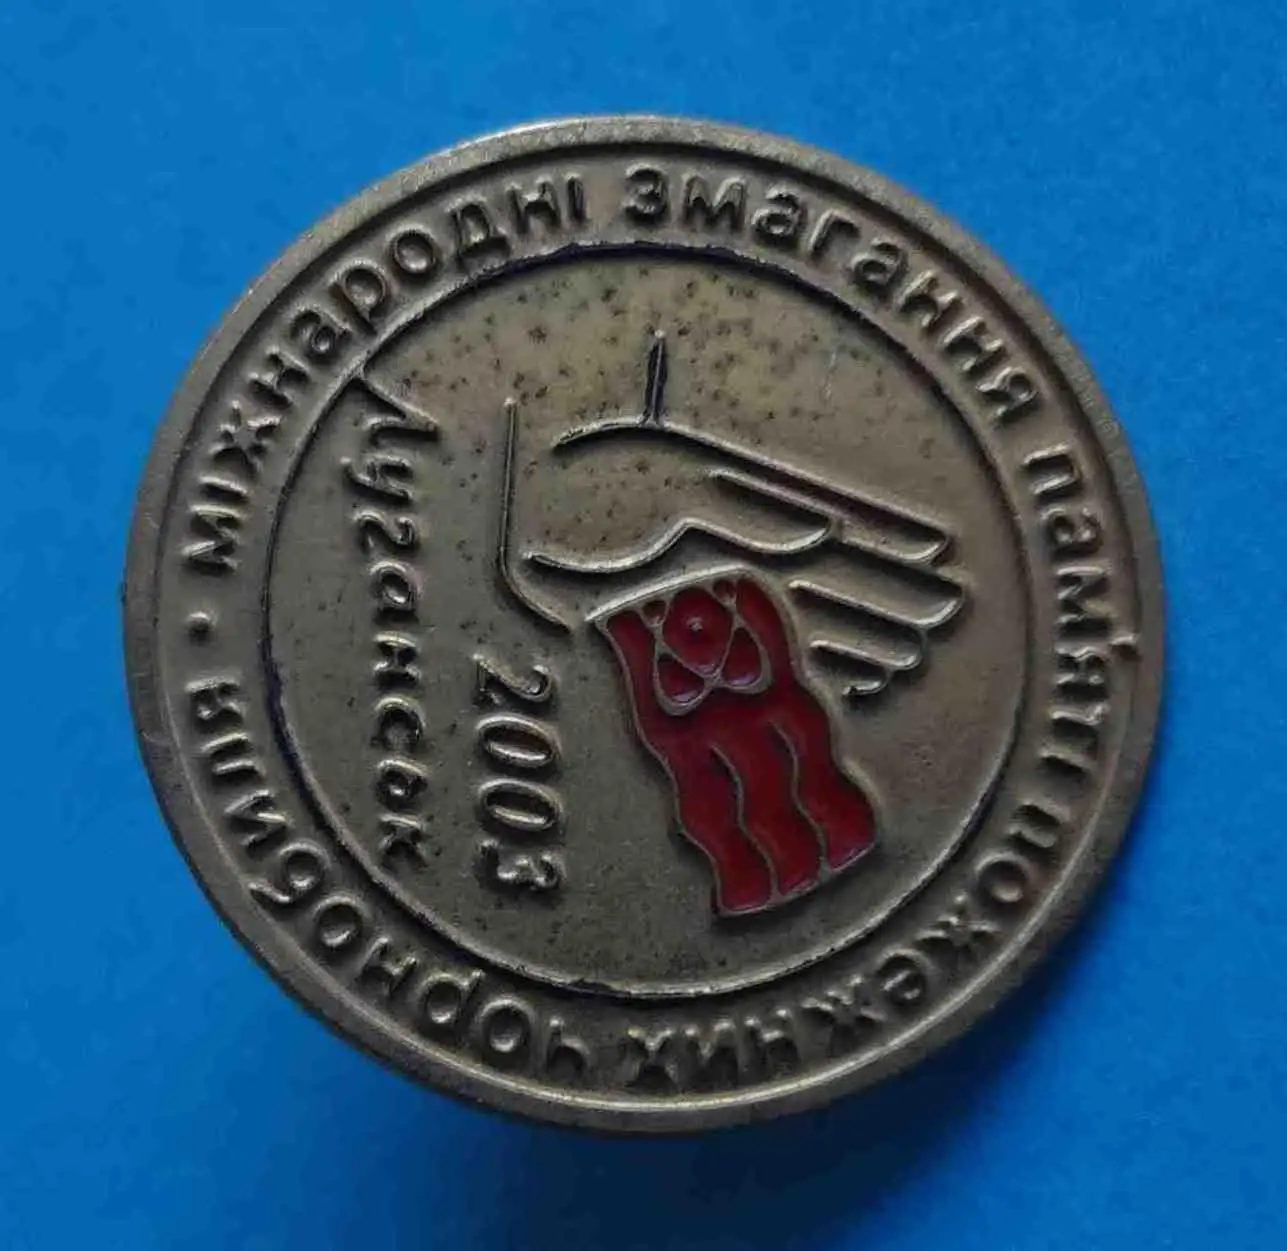 міжнародні змагання пам'яті пожежних чорнобиля •
Луганськ
2003